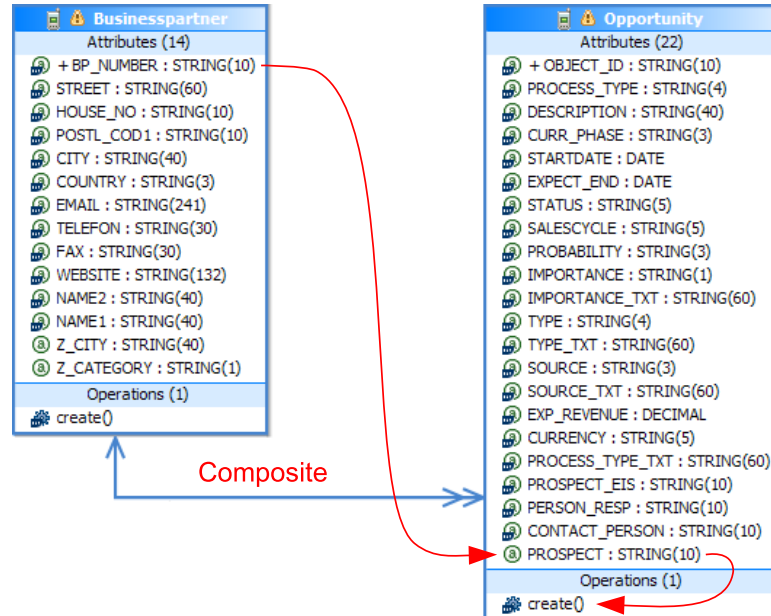 Businesspartner
Attributes (14)
+ BP_NUMBER : STRING(10)
STREET : STRING(60)
HOUSE_NO : STRING(10)
POSTL_COD1 : STRING(10)
CITY : STRING(40)
COUNTRY : STRING(3)
EMAIL : STRING(241)
TELEFON : STRING(30)
FAX : STRING(30)
WEBSITE : STRING(132)
NAME2 : STRING(40)
NAME1 : STRING(40)
Z_CITY : STRING(40)
Z_CATEGORY : STRING(1)
Operations (1)
create()
Composite
Opportunity
Attributes (22)
+ OBJECT_ID : STRING(10)
PROCESS_TYPE : STRING(4)
DESCRIPTION : STRING(40)
CURR_PHASE : STRING(3)
STARTDATE : DATE
EXPECT_END : DATE
STATUS : STRING(5)
SALESCYCLE : STRING(5)
PROBABILITY : STRING(3)
IMPORTANCE : STRING(1)
IMPORTANCE_TXT : STRING(60)
TYPE : STRING(4)
TYPE_TXT : STRING(60)
SOURCE : STRING(3)
SOURCE_TXT : STRING(60)
EXP_REVENUE : DECIMAL
CURRENCY : STRING(5)
PROCESS_TYPE_TXT : STRING(60)
PROSPECT_EIS : STRING(10)
PERSON_RESP : STRING(10)
CONTACT_PERSON : STRING(10)
PROSPECT : STRING(10)
Operations (1)
create()